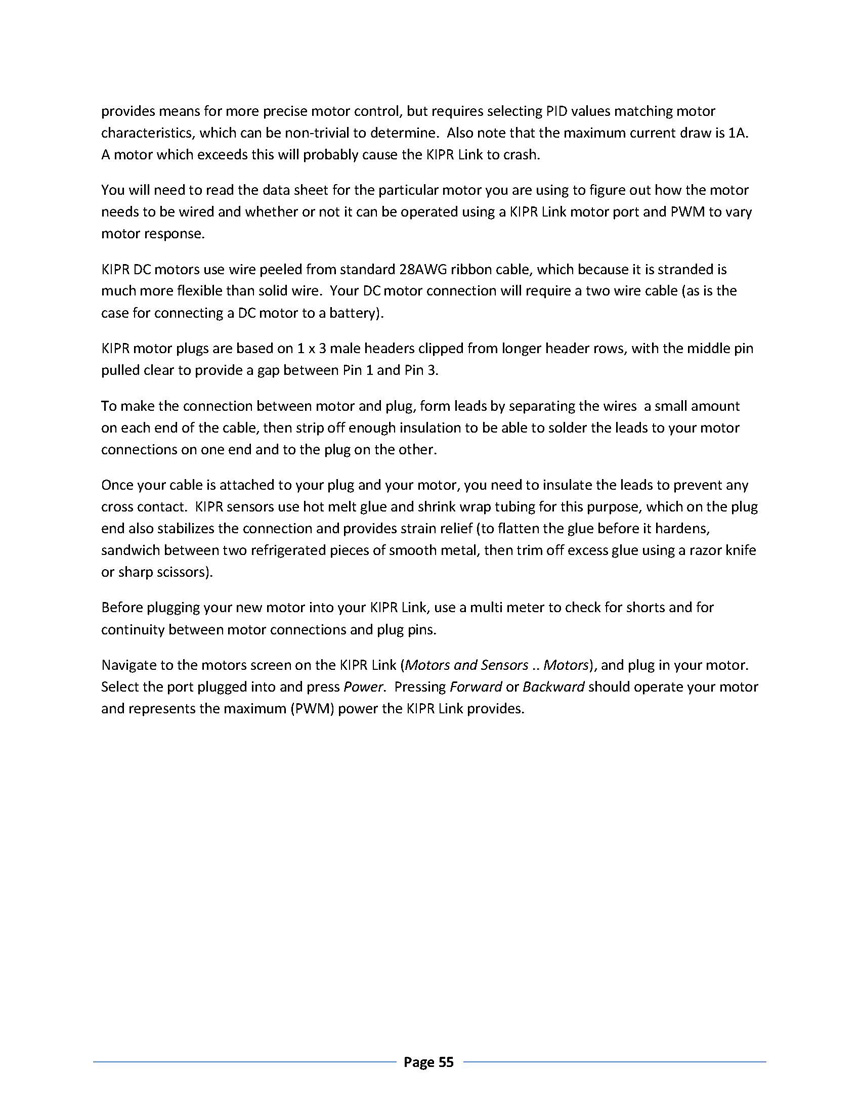 provides means for more precise motor control, but requires selecting PID values matching motor
characteristics, which can be non-trivial to determine.  Also note that the maximum current draw is 1A.
A motor which exceeds this will probably cause the KIPR Link to crash.
You will need to read the data sheet for the particular motor you are using to figure out how the motor
needs to be wired and whether or not it can be operated using a KIPR Link motor port and PWM to vary
motor response.
KIPR DC motors use wire peeled from standard 28AWG ribbon cable, which because it is stranded is
much more flexible than solid wire.  Your DC motor connection will require a two wire cable (as is the
case for connecting a DC motor to a battery).
KIPR motor plugs are based on 1 x 3 male headers clipped from longer header rows, with the middle pin
pulled clear to provide a gap between Pin 1 and Pin 3.
To make the connection between motor and plug, form leads by separating the wires  a small amount
on each end of the cable, then strip off enough insulation to be able to solder the leads to your motor
connections on one end and to the plug on the other.
Once your cable is attached to your plug and your motor, you need to insulate the leads to prevent any
cross contact.  KIPR sensors use hot melt glue and shrink wrap tubing for this purpose, which on the plug
end also stabilizes the connection and provides strain relief (to flatten the glue before it hardens,
sandwich between two refrigerated pieces of smooth metal, then trim off excess glue using a razor knife
or sharp scissors).
Before plugging your new motor into your KIPR Link, use a multi meter to check for shorts and for
continuity between motor connections and plug pins.
Navigate to the motors screen on the KIPR Link (Motors and Sensors .. Motors), and plug in your motor.
Select the port plugged into and press Power.  Pressing Forward or Backward should operate your motor
and represents the maximum (PWM) power the KIPR Link provides.
Page 55